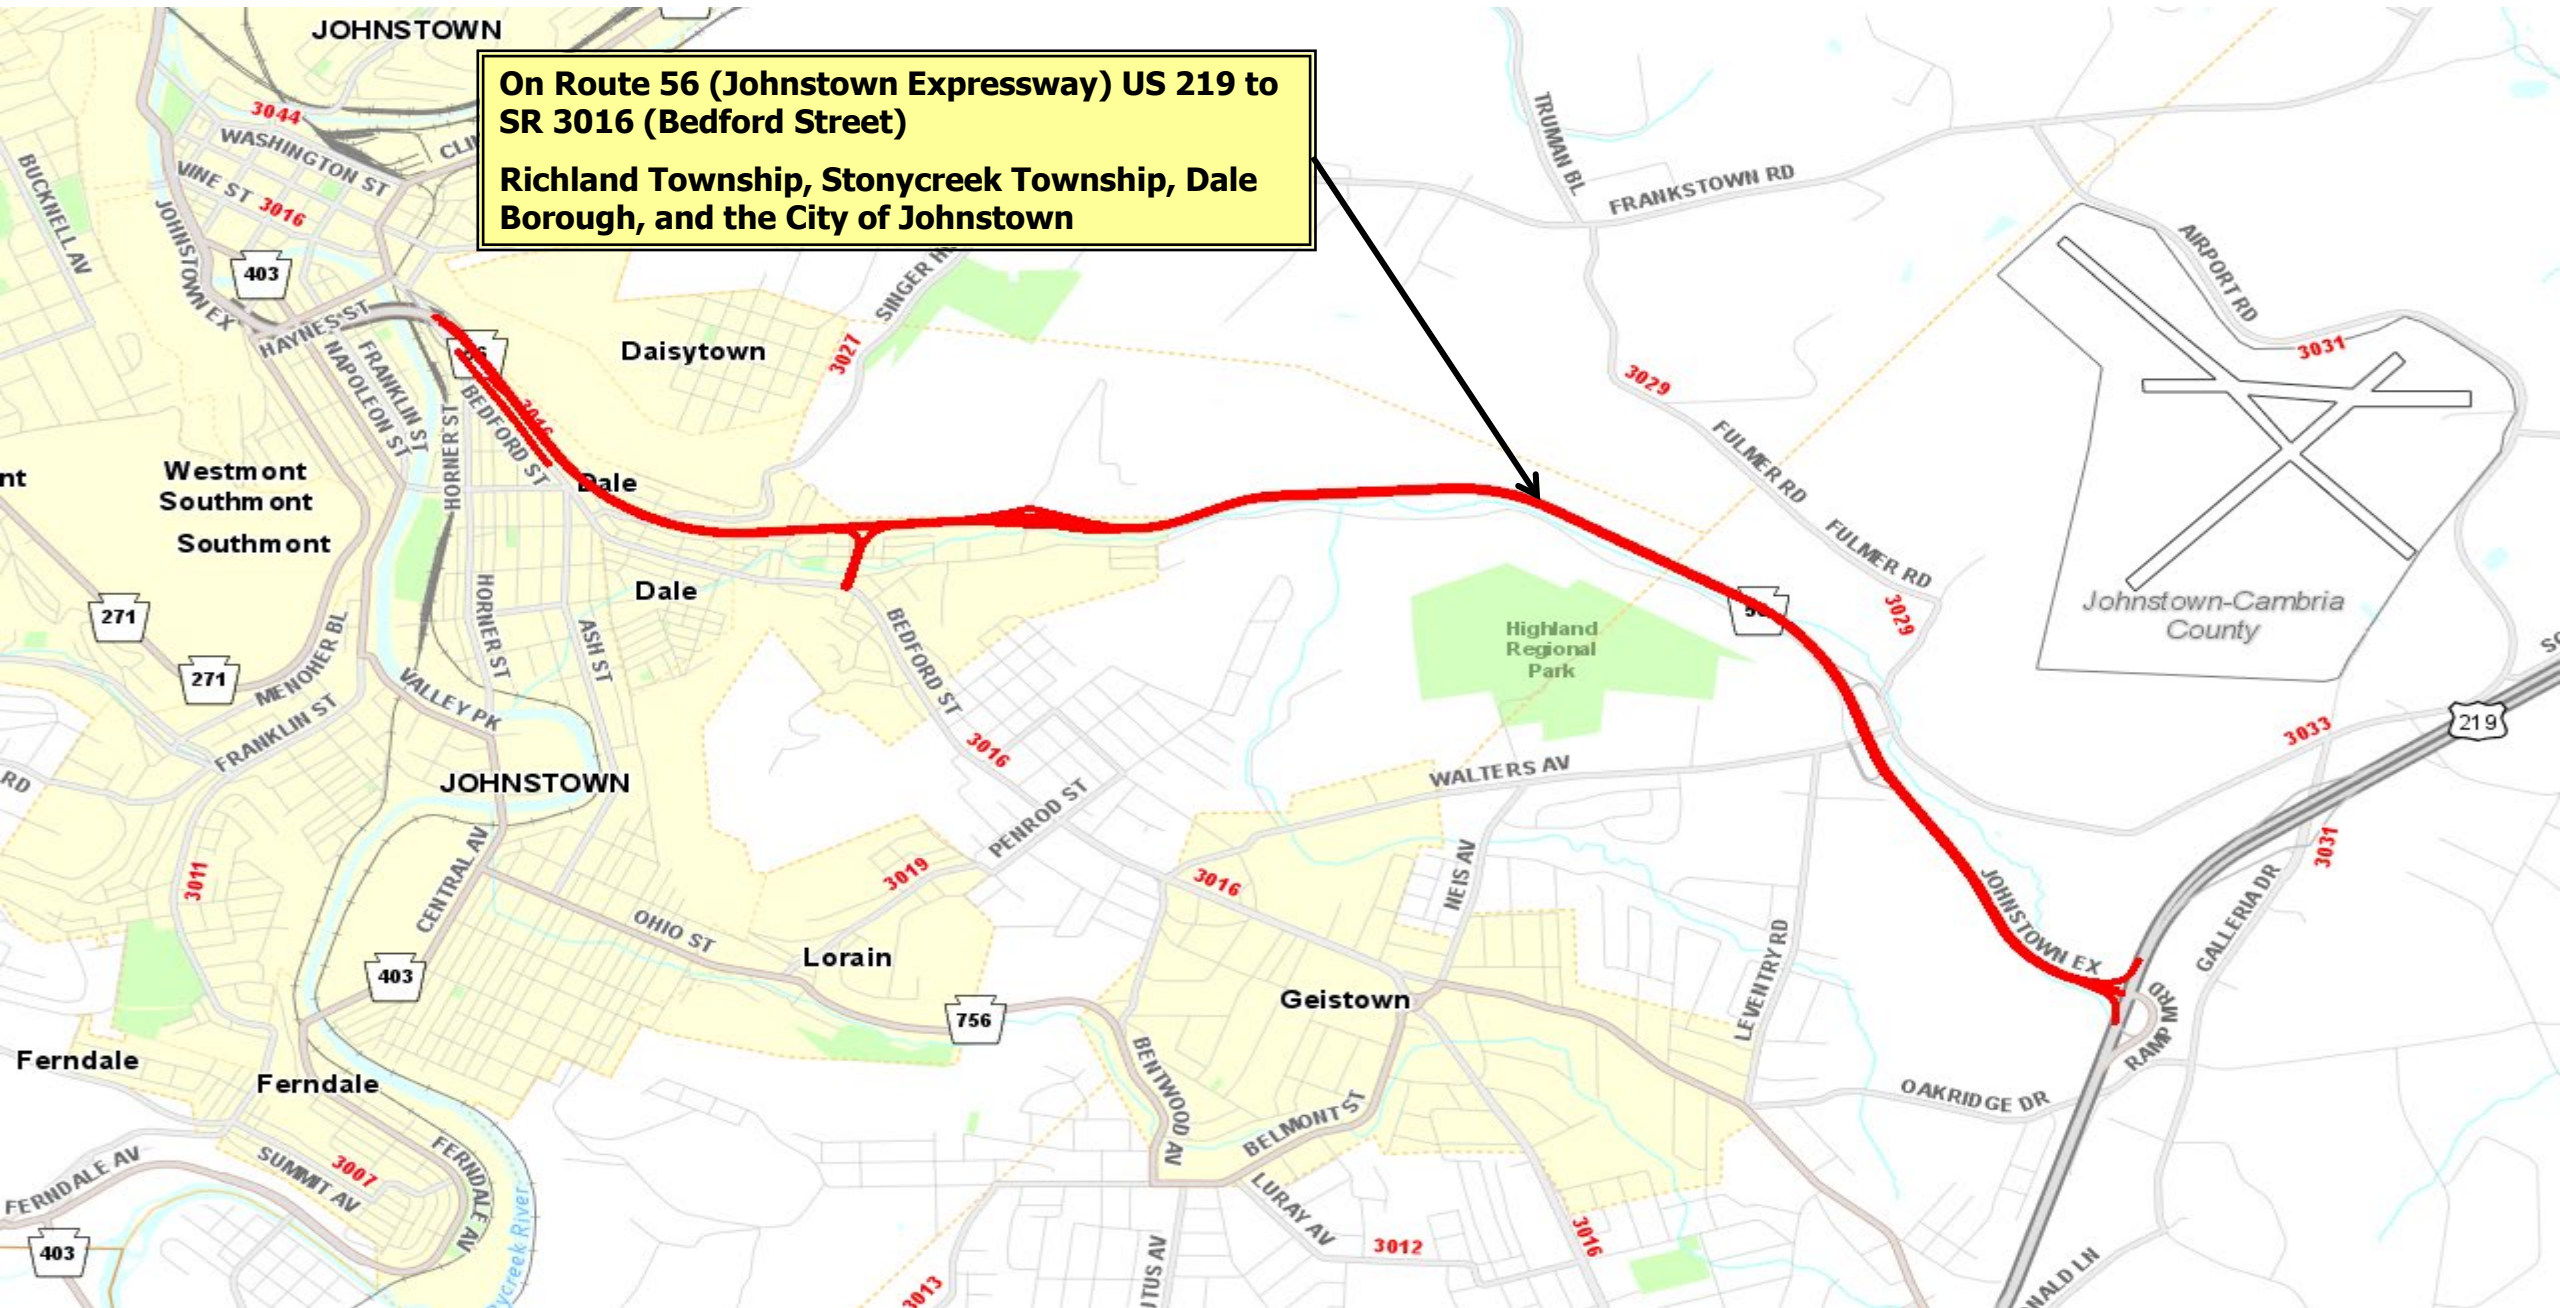 JOHNSTOWN
On Route 56 (Johnstown Expressway) US 219 to
SR 3016 (Bedford Street)
Richland Township, Stonycreek Township, Dale
Borough, and the City of Johnstown
3044
WASHINGTON ST
VINE ST
3016
BUCKNELL AV
JOHNSTOWN EX
403
HAYNES ST
NAPOLEON ST
FRANKLIN ST
HORNER ST
BEDFORD ST
Daisytown
SINGER
3027
TRUMAN BL
FRANKSTOWN RD
AIRPORT RD
3031
3029
FULMER RD
FULMER RD
3029
Johnstown-Cambria
County
219
3033
Westmont
Southmont
Southmont
Dale
Dale
271
271
MENOHER BL
FRANKLIN ST
VALLEY PK
HORNER ST
ASH ST
BEDFORD ST
3016
Highland
Regional
Park
WALTERS AV
PENROD ST
JOHNSTOWN
RD
3011
CENTRAL AV
3019
3016
NEIS AV
LEVENTRY RD
JOHNSTOWN EX
GALLERIA DR
3031
OHIO ST
Lorain
403
756
Geistown
RAMP M RD
OAKRIDGE DR
Ferndale
Ferndale
BENTWOOD AV
BELMONT ST
LURAY AV
3012
3016
FERNDALE AV
SUMMIT AV
3007
FERNDALE AV
403
3013